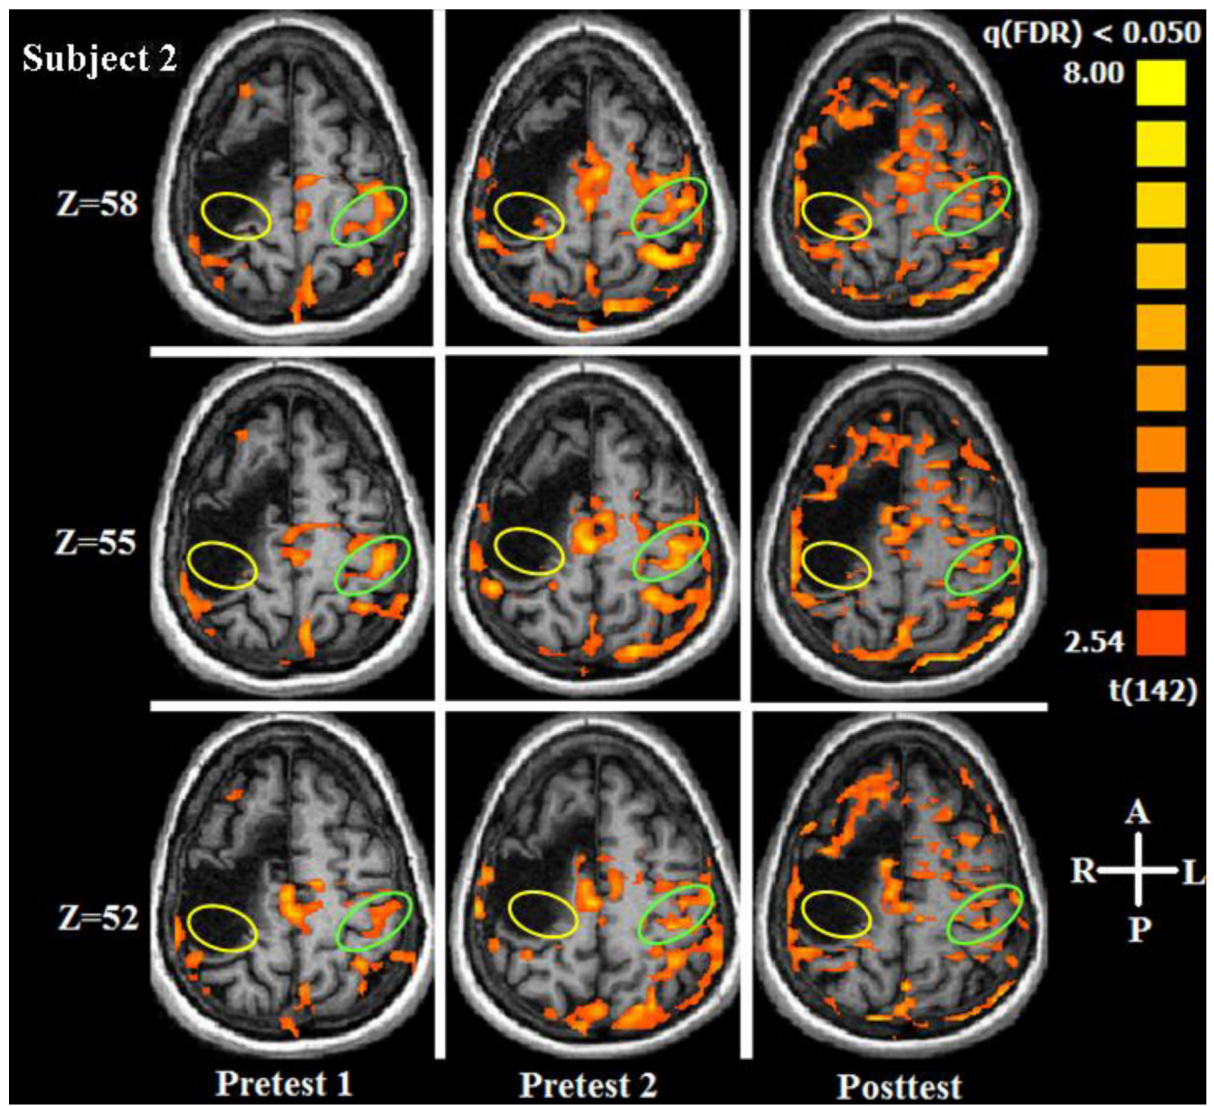 Subject 2
q(FDR) < 0.050
8.00
Z=58
Z=55
2.54
t(142)
A
R L
P
Z=52
Pretest 1 Pretest 2 Posttest